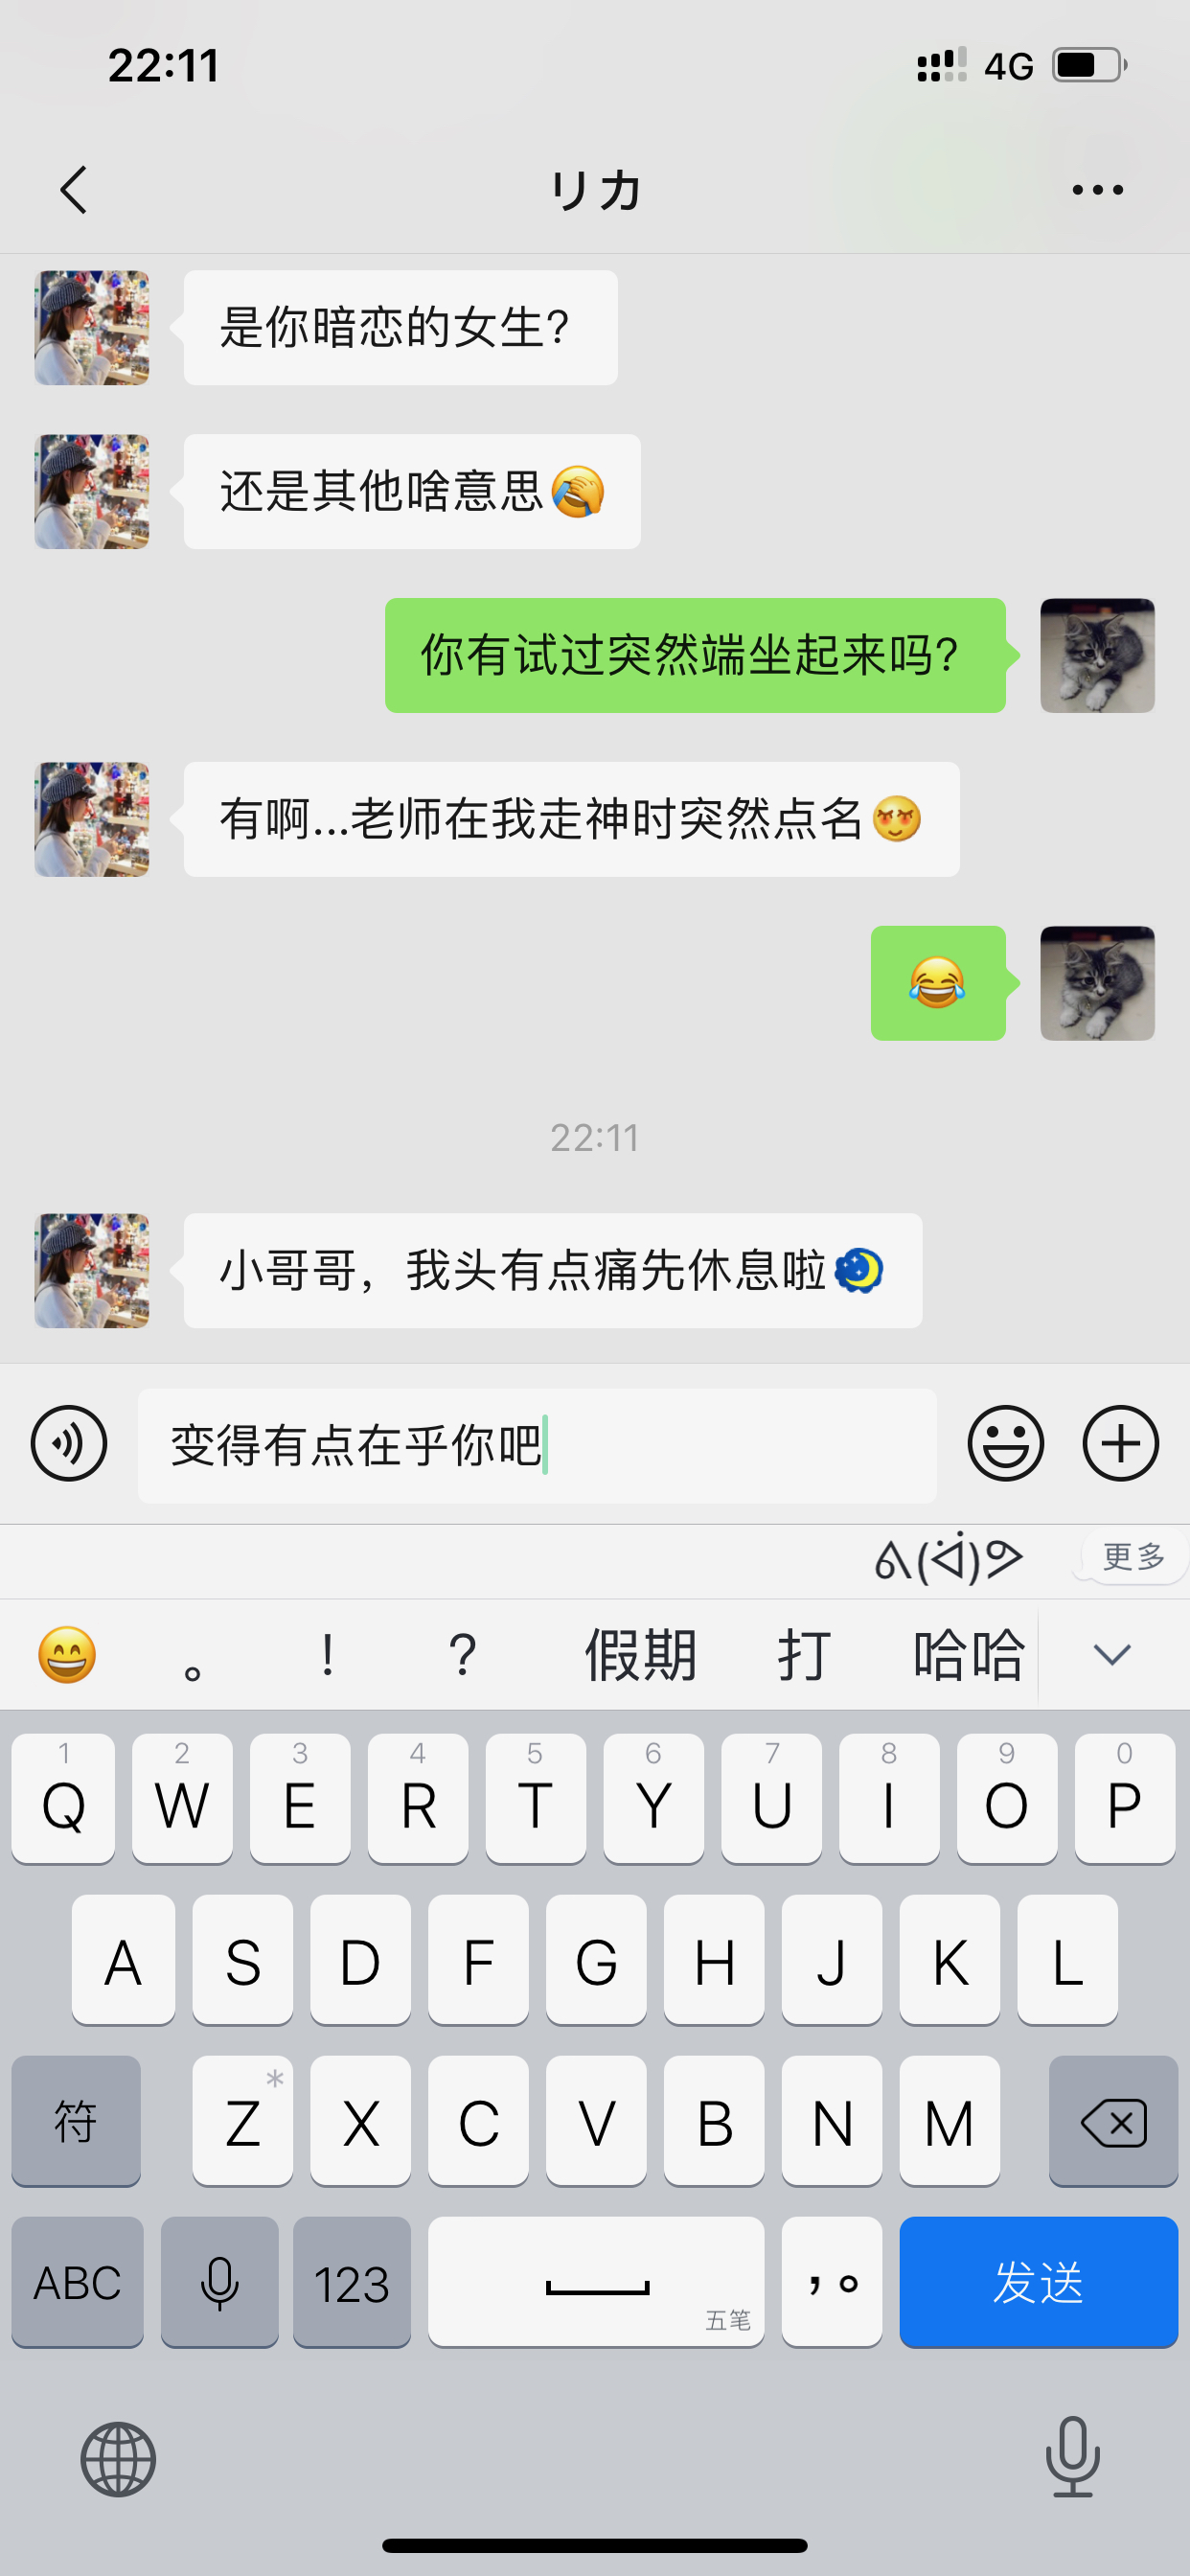 22:11 4G
リカ
是你暗恋的女生?
还是其他啥意思🤦
你有试过突然端坐起来吗?
有啊...老师在我走神时突然点名
😂
22:11
小哥哥，我头有点痛先休息啦
变得有点在乎你吧
ᕕ(ᐛ)ᕗ 更多
😄 。 ! ? 假期 打 哈哈
1 2 3 4 5 6 7 8 9 0
Q W E R T Y U I O P
A S D F G H J K L
符 Z * X C V B N M
ABC 123 五笔 ，。 发送